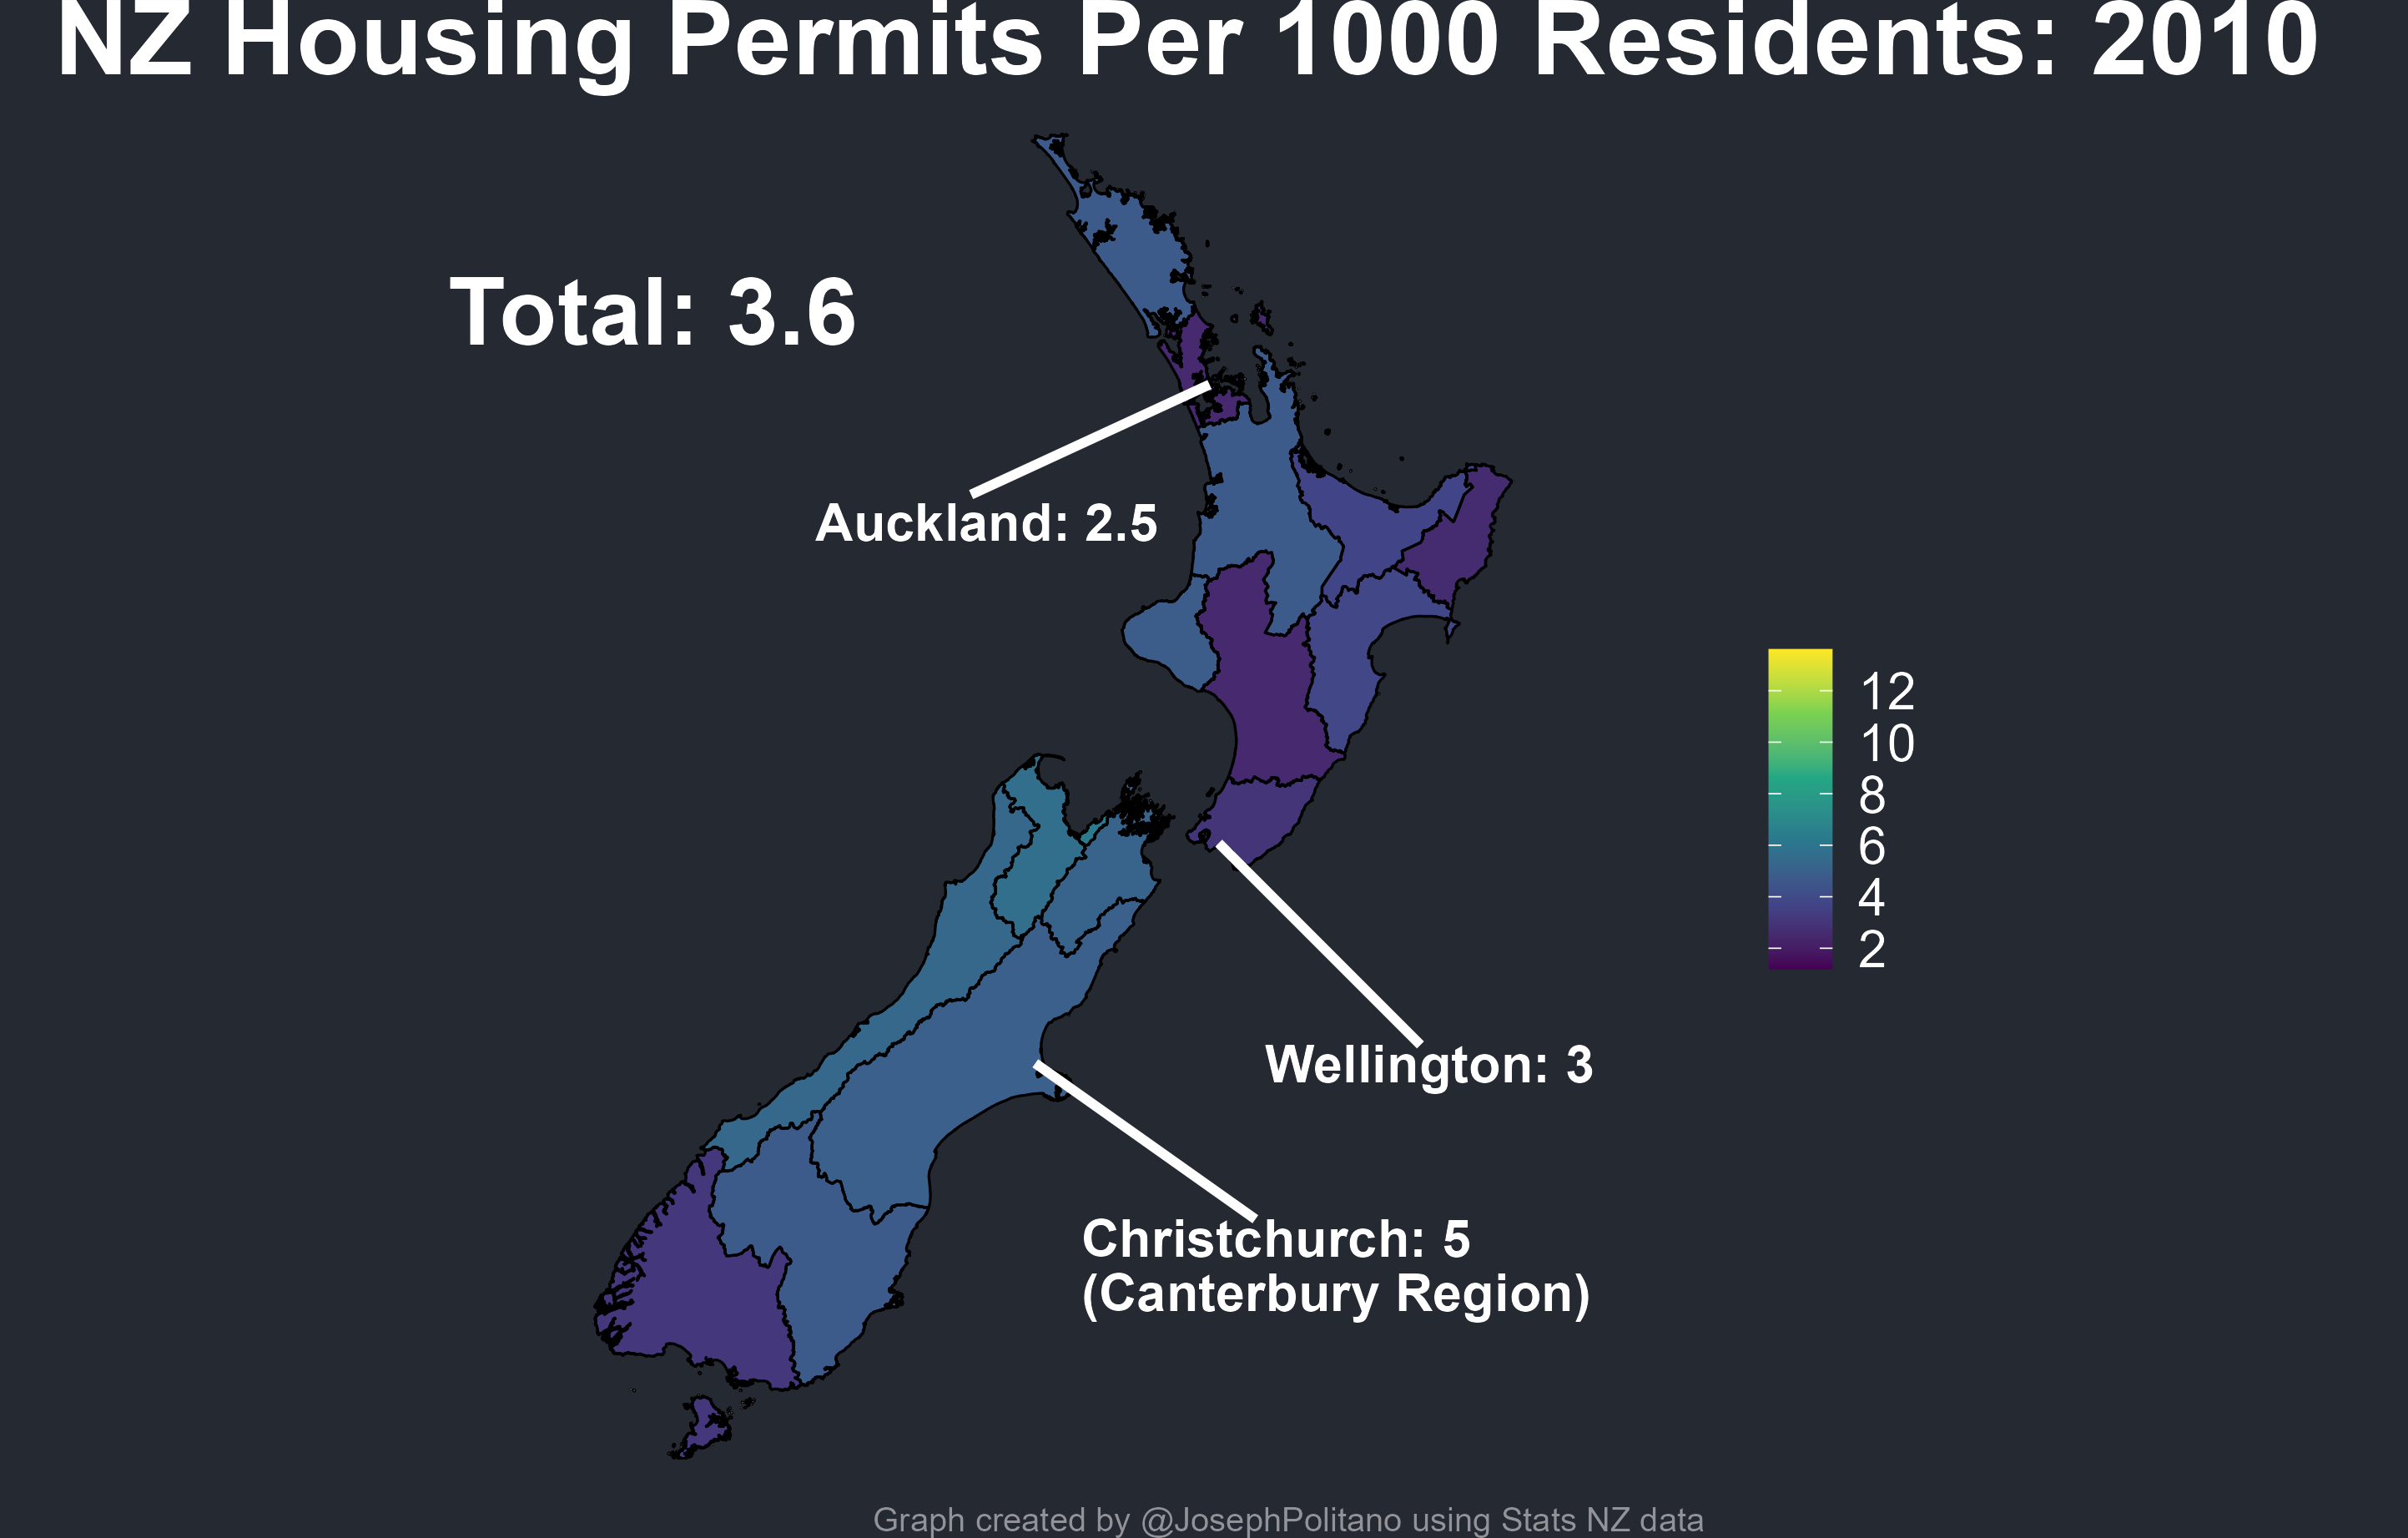 NZ Housing Permits Per 1000 Residents: 2010
Total: 3.6
Auckland: 2.5
12
10
8
6
4
2
Wellington: 3
Christchurch: 5
(Canterbury Region)
Graph created by @JosephPolitano using Stats NZ data